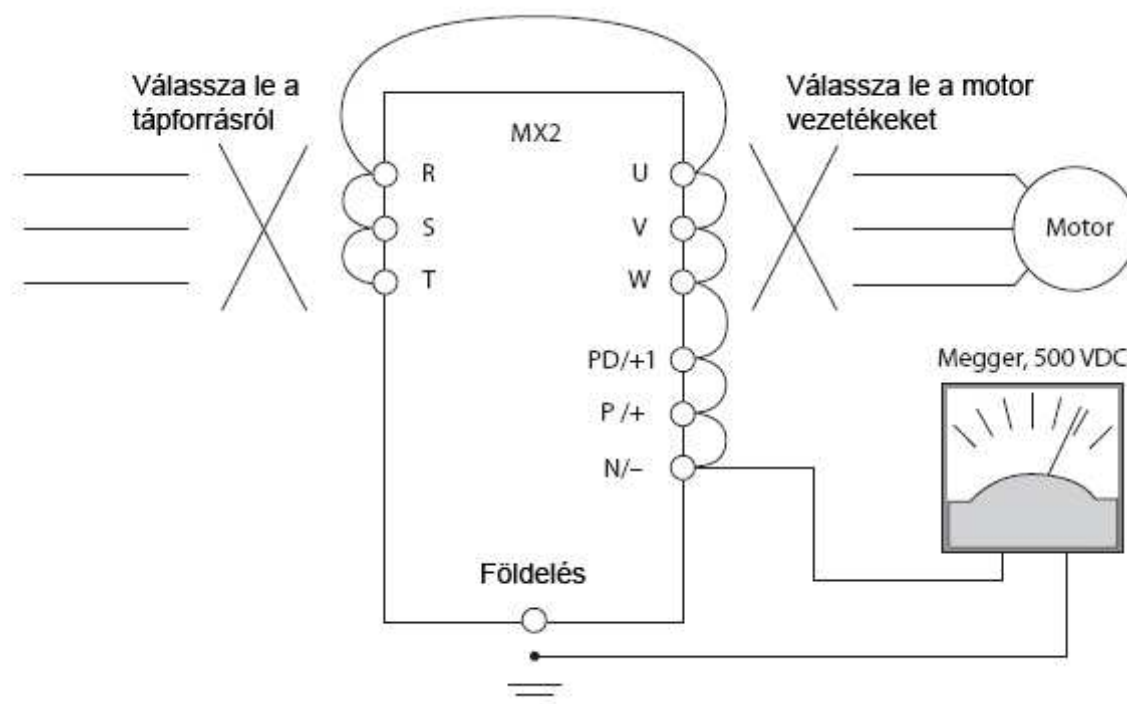 Válassza le a
tápforrásról
Válassza le a motor
vezetékeket
MX2
R
U
S
V
T
W
Motor
PD/+1
Megger, 500 VDC
P /+
N/–
Földelés